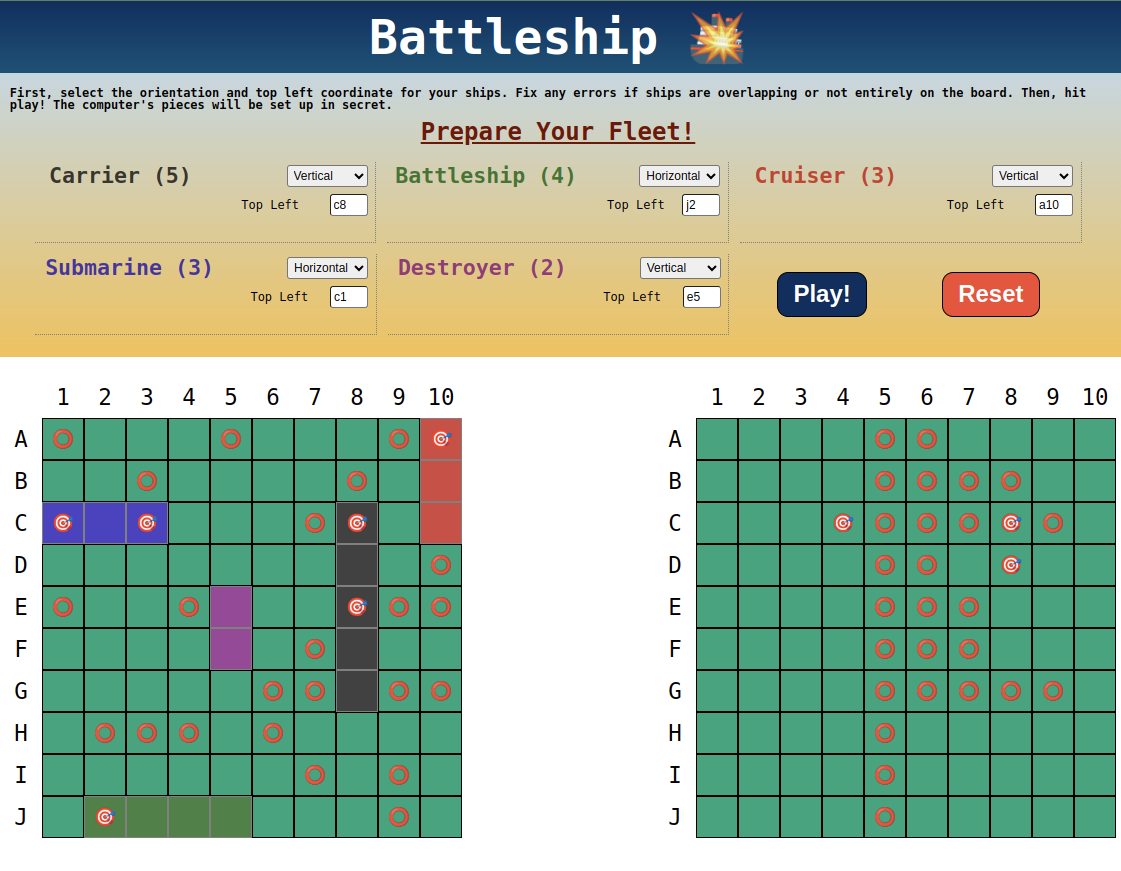 Battleship
First, select the orientation and top left coordinate for your ships. Fix any errors if ships are overlapping or not entirely on the board. Then, hit
play! The computer's pieces will be set up in secret.
Prepare Your Fleet!
Carrier (5) Vertical Battleship (4) Horizontal Cruiser (3) Vertical
Top Left c8 Top Left j2 Top Left a10
Submarine (3) Horizontal Destroyer (2) Vertical
Top Left c1 Top Left e5 Play! Reset
1 2 3 4 5 6 7 8 9 10 1 2 3 4 5 6 7 8 9 10
A A
B B
C C
D D
E E
F F
G G
H H
I I
J J